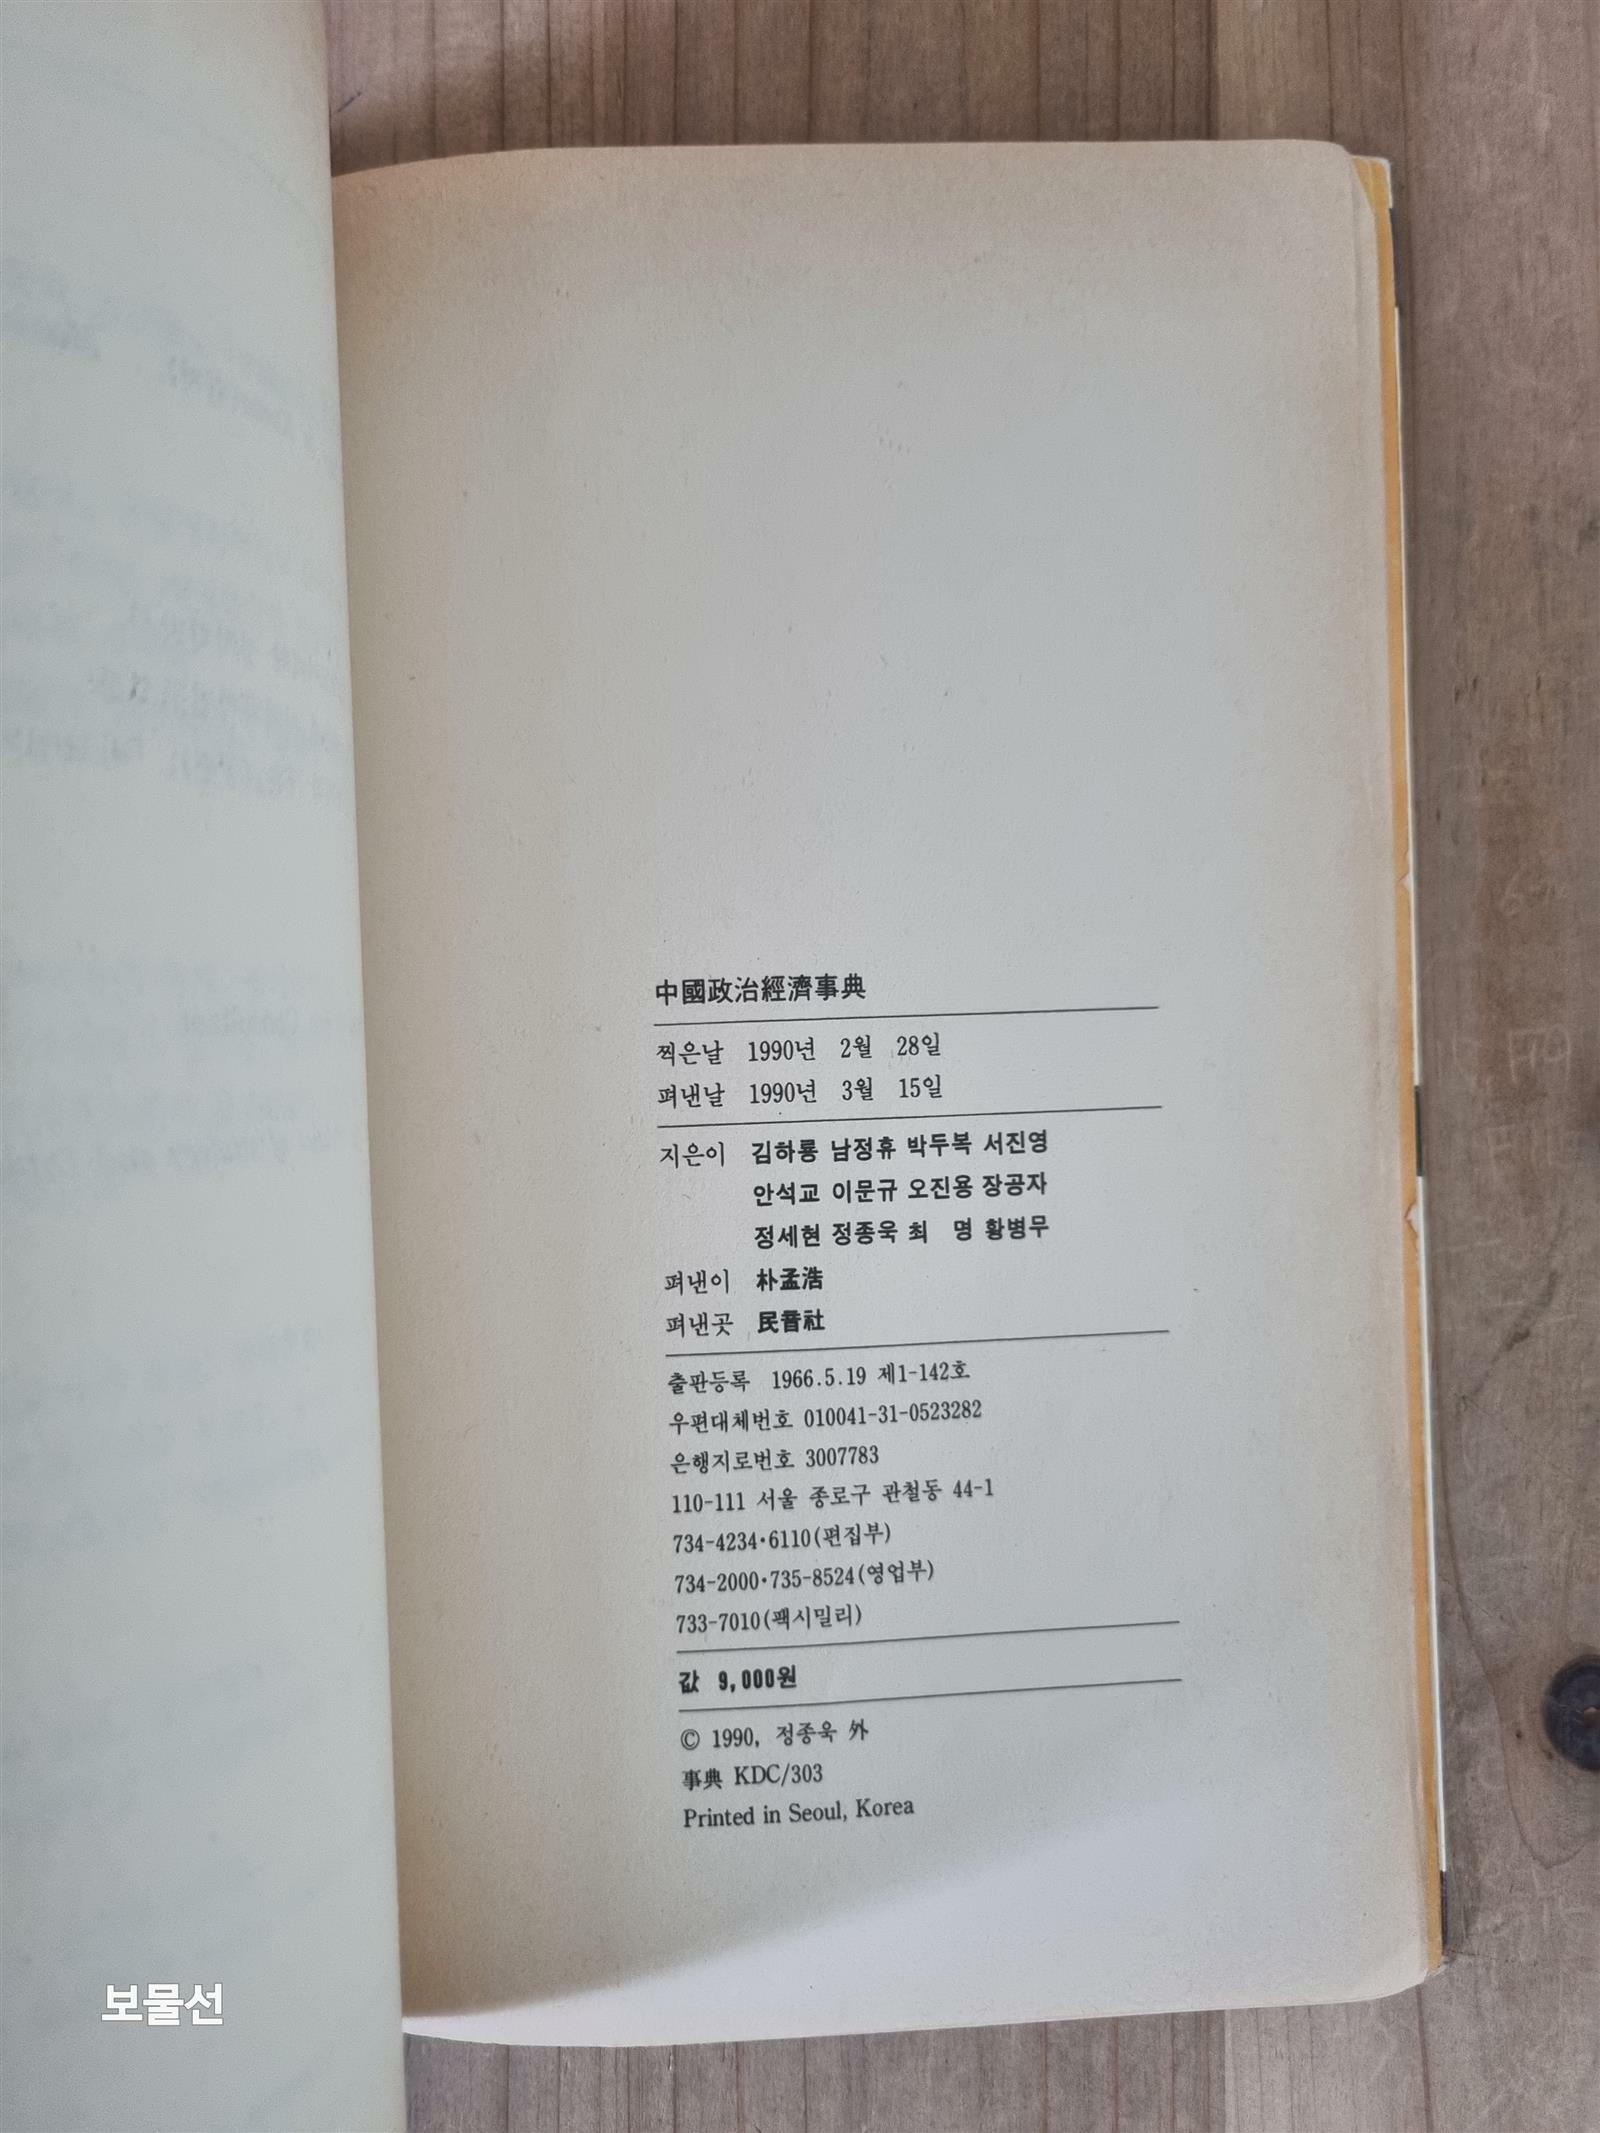 中國政治經濟事典
찍은날 1990년 2월 28일
펴낸날 1990년 3월 15일
지은이 김하룡 남정휴 박두복 서진영
안석교 이문규 오진용 장공자
정세현 정종욱 최 명 황병무
펴낸이 朴孟浩
펴낸곳 民音社
출판등록 1966.5.19 제1-142호
우편대체번호 010041-31-0523282
은행지로번호 3007783
110-111 서울 종로구 관철동 44-1
734-4234·6110(편집부)
734-2000·735-8524(영업부)
733-7010(팩시밀리)
값 9,000원
© 1990, 정종욱 外
事典 KDC/303
Printed in Seoul, Korea
보물선